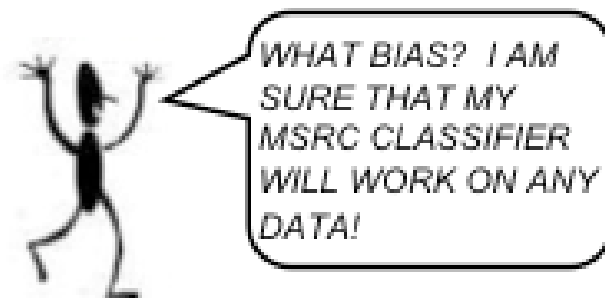 WHAT BIAS? I AM
SURE THAT MY
MSRC CLASSIFIER
WILL WORK ON ANY
DATA!